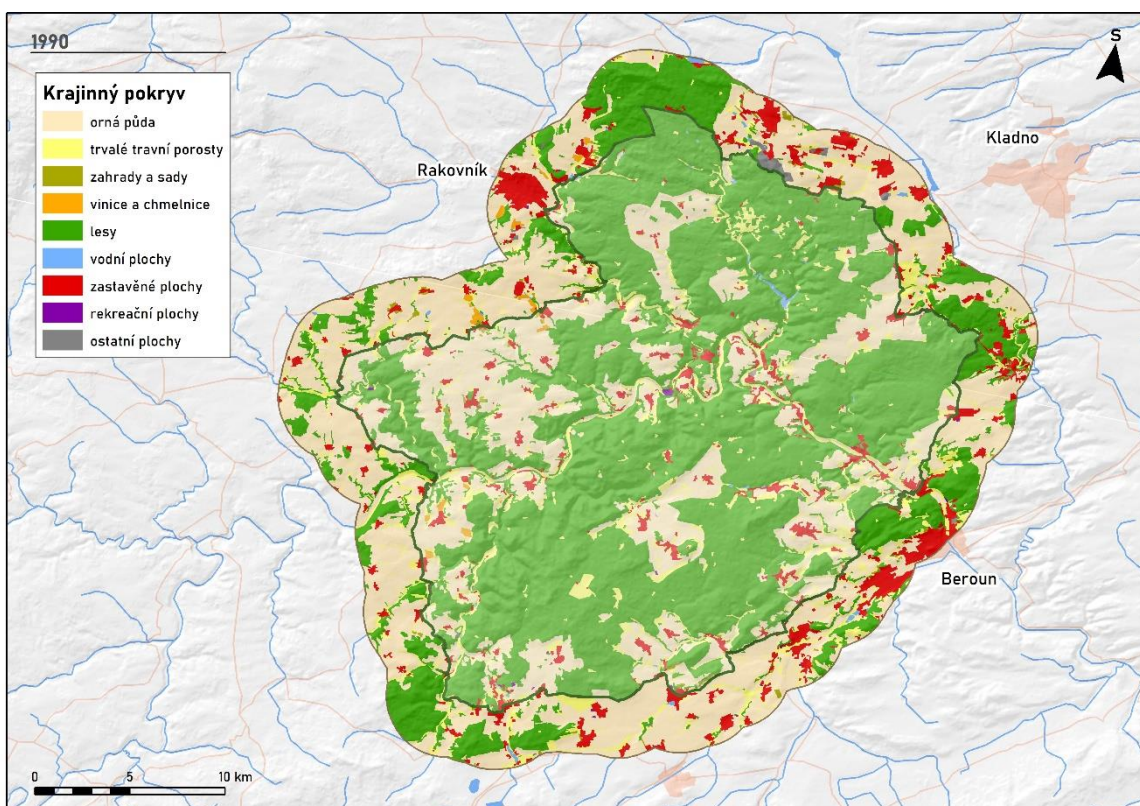 1990
S
Krajinný pokryv
orná půda
trvalé travní porosty
zahrady a sady
vinice a chmelnice
lesy
vodní plochy
zastavěné plochy
rekreační plochy
ostatní plochy
Kladno
Rakovník
Beroun
0 5 10 km